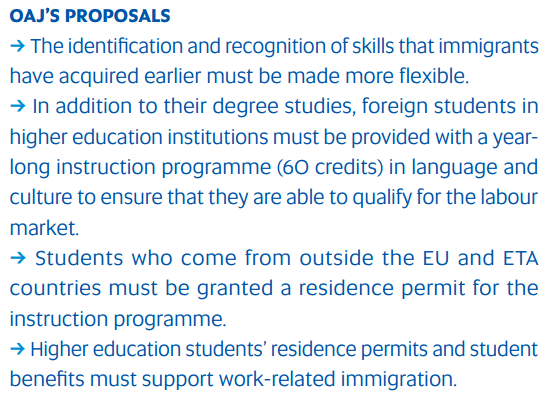 OAJ’S PROPOSALS
→ The identification and recognition of skills that immigrants
have acquired earlier must be made more flexible.
→ In addition to their degree studies, foreign students in
higher education institutions must be provided with a year-
long instruction programme (60 credits) in language and
culture to ensure that they are able to qualify for the labour
market.
→ Students who come from outside the EU and ETA
countries must be granted a residence permit for the
instruction programme.
→ Higher education students’ residence permits and student
benefits must support work-related immigration.